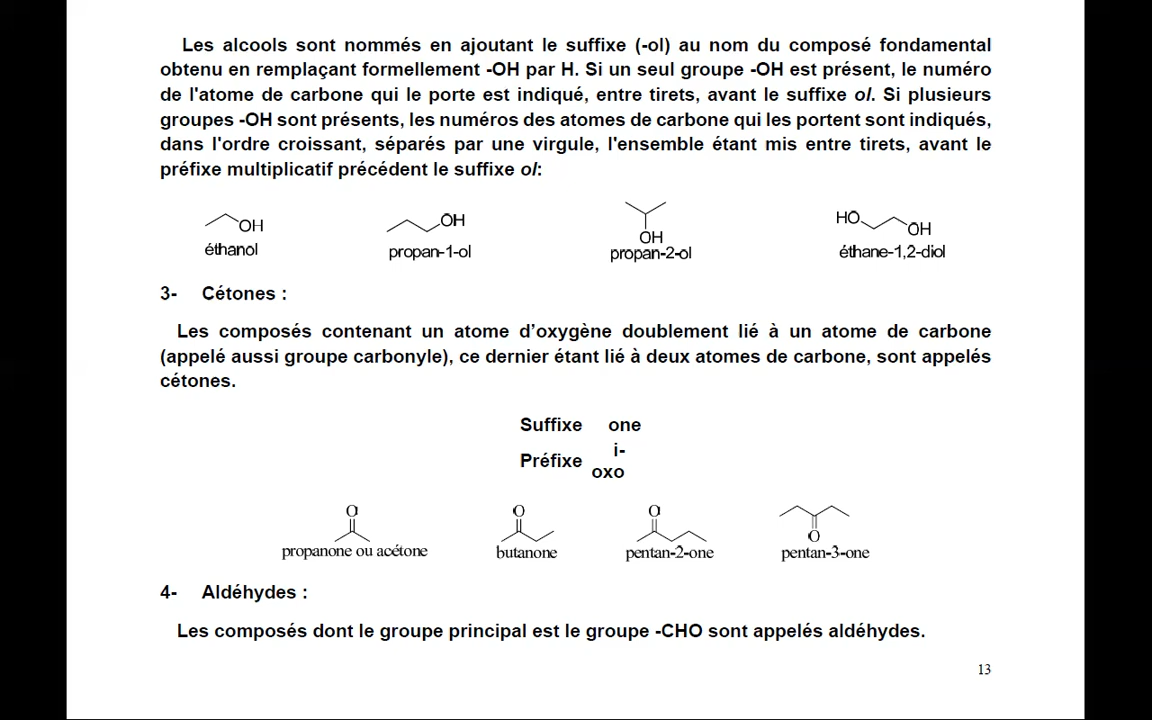 Les alcools sont nommés en ajoutant le suffixe (-ol) au nom du composé fondamental
obtenu en remplaçant formellement -OH par H. Si un seul groupe -OH est présent, le numéro
de l'atome de carbone qui le porte est indiqué, entre tirets, avant le suffixe ol. Si plusieurs
groupes -OH sont présents, les numéros des atomes de carbone qui les portent sont indiqués,
dans l'ordre croissant, séparés par une virgule, l'ensemble étant mis entre tirets, avant le
préfixe multiplicatif précédent le suffixe ol:
OH OH OH HO OH
éthanol propan-1-ol propan-2-ol éthane-1,2-diol
3- Cétones :
Les composés contenant un atome d’oxygène doublement lié à un atome de carbone
(appelé aussi groupe carbonyle), ce dernier étant lié à deux atomes de carbone, sont appelés
cétones.
Suffixe one
i-
Préfixe
oxo
O O O O
propanone ou acétone butanone pentan-2-one pentan-3-one
4- Aldéhydes :
Les composés dont le groupe principal est le groupe -CHO sont appelés aldéhydes.
13